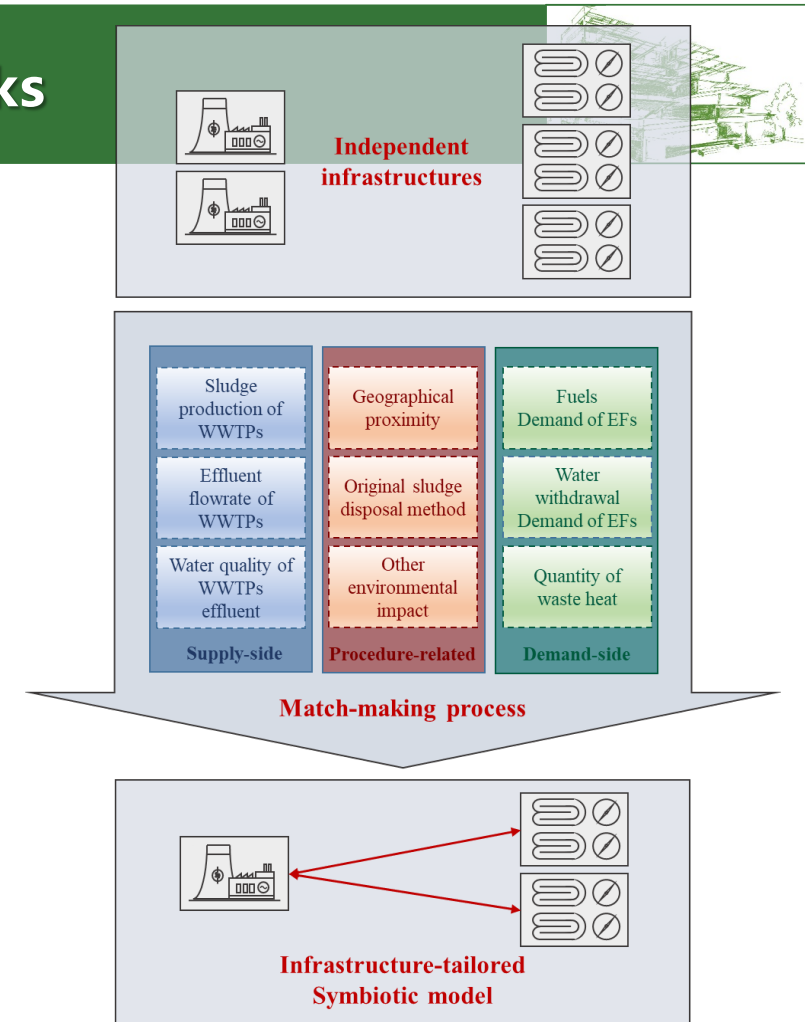 ks
Independent
infrastructures
Sludge
production of
WWTPs
Effluent
flowrate of
WWTPs
Water quality of
WWTPs
effluent
Supply-side
Geographical
proximity
Original sludge
disposal method
Other
environmental
impact
Procedure-related
Fuels
Demand of EFs
Water
withdrawal
Demand of EFs
Quantity of
waste heat
Demand-side
Match-making process
Infrastructure-tailored
Symbiotic model